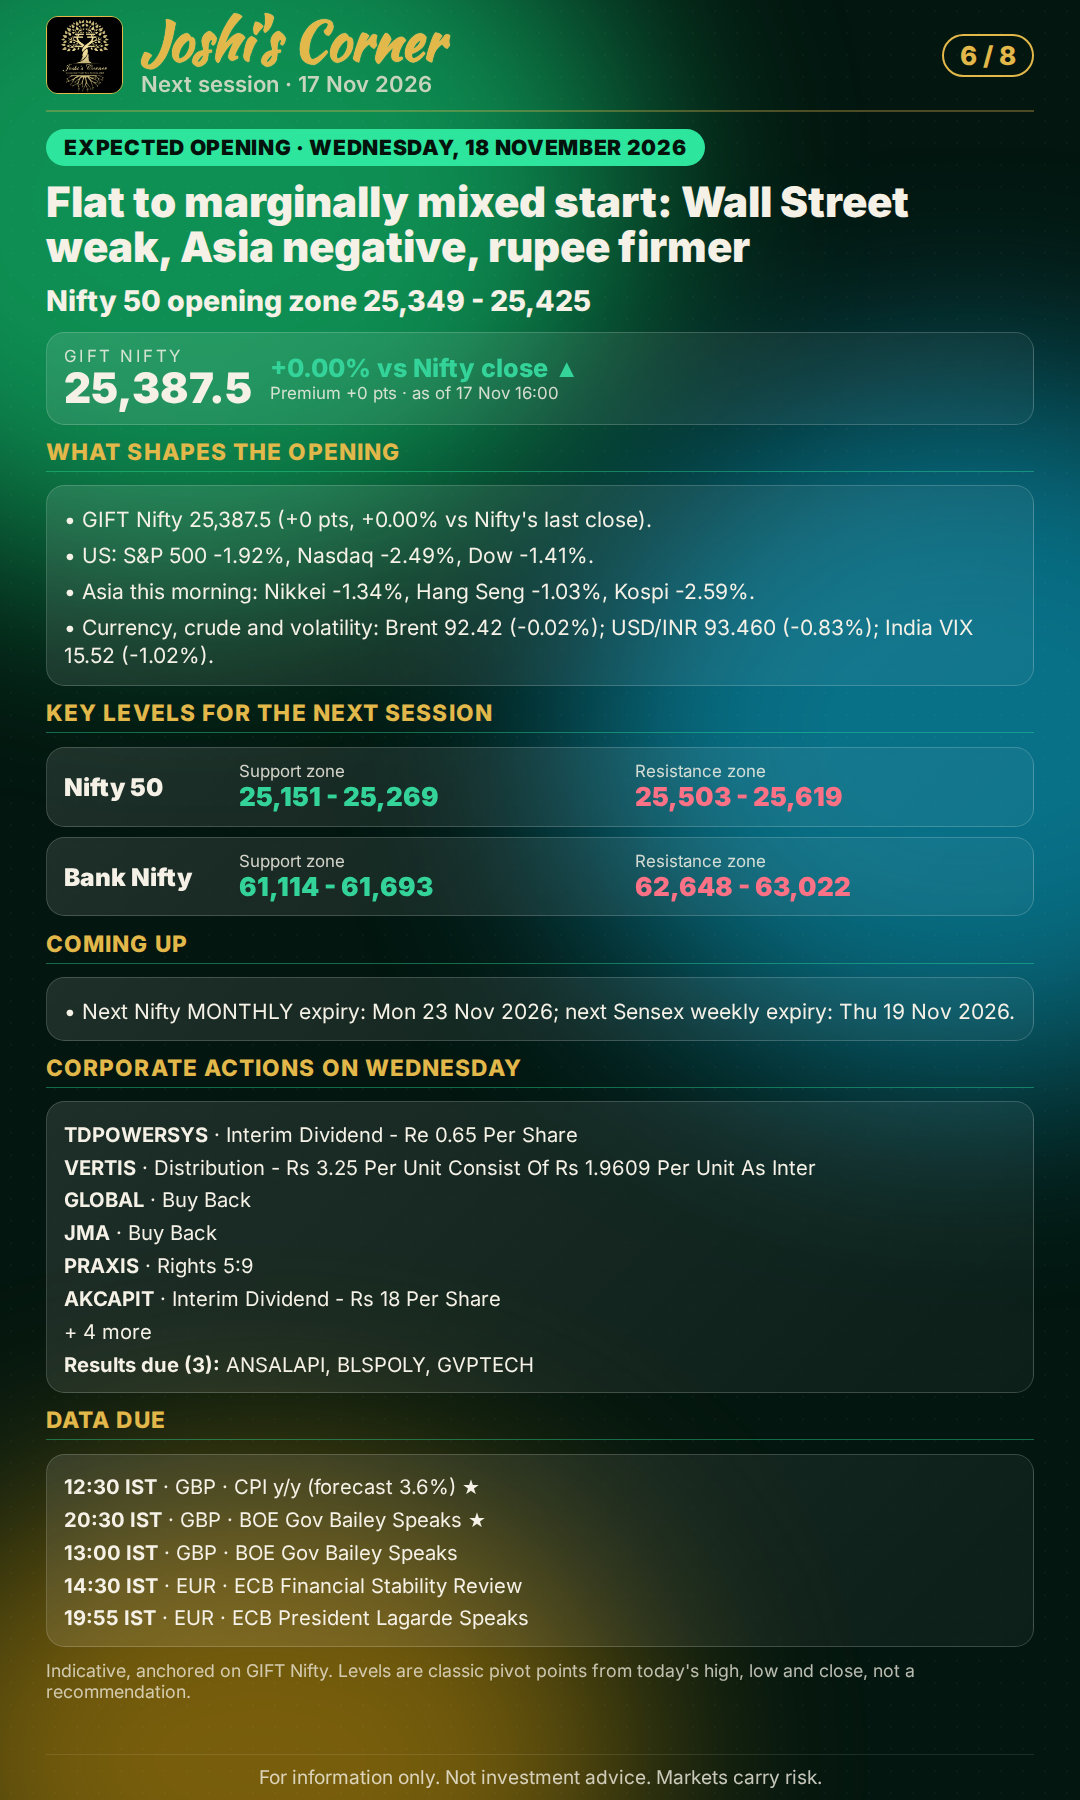 Joshi's Corner
Joshi's Corner
Next session · 17 Nov 2026
6 / 8
EXPECTED OPENING · WEDNESDAY, 18 NOVEMBER 2026
Flat to marginally mixed start: Wall Street
weak, Asia negative, rupee firmer
Nifty 50 opening zone 25,349 - 25,425
GIFT NIFTY
25,387.5
+0.00% vs Nifty close ▲
Premium +0 pts · as of 17 Nov 16:00
WHAT SHAPES THE OPENING
• GIFT Nifty 25,387.5 (+0 pts, +0.00% vs Nifty's last close).
• US: S&P 500 -1.92%, Nasdaq -2.49%, Dow -1.41%.
• Asia this morning: Nikkei -1.34%, Hang Seng -1.03%, Kospi -2.59%.
• Currency, crude and volatility: Brent 92.42 (-0.02%); USD/INR 93.460 (-0.83%); India VIX
15.52 (-1.02%).
KEY LEVELS FOR THE NEXT SESSION
Nifty 50
Support zone
25,151 - 25,269
Resistance zone
25,503 - 25,619
Bank Nifty
Support zone
61,114 - 61,693
Resistance zone
62,648 - 63,022
COMING UP
• Next Nifty MONTHLY expiry: Mon 23 Nov 2026; next Sensex weekly expiry: Thu 19 Nov 2026.
CORPORATE ACTIONS ON WEDNESDAY
TDPOWERSYS · Interim Dividend - Re 0.65 Per Share
VERTIS · Distribution - Rs 3.25 Per Unit Consist Of Rs 1.9609 Per Unit As Inter
GLOBAL · Buy Back
JMA · Buy Back
PRAXIS · Rights 5:9
AKCAPIT · Interim Dividend - Rs 18 Per Share
+ 4 more
Results due (3): ANSALAPI, BLSPOLY, GVPTECH
DATA DUE
12:30 IST · GBP · CPI y/y (forecast 3.6%) ★
20:30 IST · GBP · BOE Gov Bailey Speaks ★
13:00 IST · GBP · BOE Gov Bailey Speaks
14:30 IST · EUR · ECB Financial Stability Review
19:55 IST · EUR · ECB President Lagarde Speaks
Indicative, anchored on GIFT Nifty. Levels are classic pivot points from today's high, low and close, not a
recommendation.
For information only. Not investment advice. Markets carry risk.